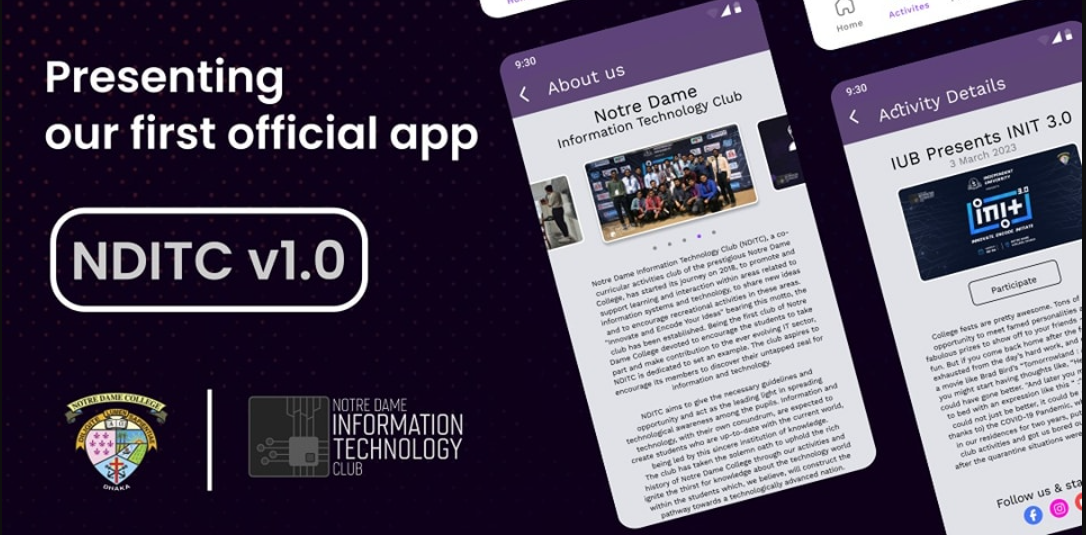 Presenting
our first official app
NDITC v1.0
NOTRE DAME COLLEGE
DHAKA
NOTRE DAME
INFORMATION
TECHNOLOGY
CLUB
9:30
About us
Notre Dame
Information Technology Club
Notre Dame Information Technology Club (NDITC), a co-
curricular activities club of the prestigious Notre Dame
College, has started its journey on 2018, to promote and
support learning and interaction within areas related to
information systems and technology, to share new ideas
and to encourage recreational activities in these areas.
"Innovate and Encode Your Ideas" bearing this motto, the
club has been established. Being the first club of Notre
Dame College devoted to encourage the students to take
part and make contribution to the ever evolving IT sector,
NDITC is dedicated to set an example. The club aspires to
encourage its members to discover their untapped zeal for
information and technology.
NDITC aims to give the necessary guidelines and
opportunity and act as the leading light in spreading
technological awareness among the pupils. Information and
technology, with their own conundrum, are expected to
create students who are up-to-date with the current world,
being led by this sincere institution of knowledge.
The club has taken the solemn oath to uphold the rich
history of Notre Dame College through our activities and
ignite the thirst for knowledge about the technology world
within the students which, we believe, will construct the
pathway towards a technologically advanced nation.
Home
Activites
9:30
Activity Details
IUB Presents INIT 3.0
3 March 2023
INDEPENDENT
UNIVERSITY
init 3.0
INNOVATE ENCODE INITIATE
Participate
College fests are pretty awesome. Tons of
opportunity to meet famed personalities
fabulous prizes to show off to your friends
fun. But if you come back home after the
exhausted from the day's hard work, and
a movie like Brad Bird's "Tomorrowland
you might start having thoughts like,
could have gone better. And later you
to bed with an expression like this "
could not just be better, it could be
thanks to) the COVID-19 Pandemic, w
in our residences for two years, pu
club activities and got us bored o
after the quarantine situations wer
Follow us & sta